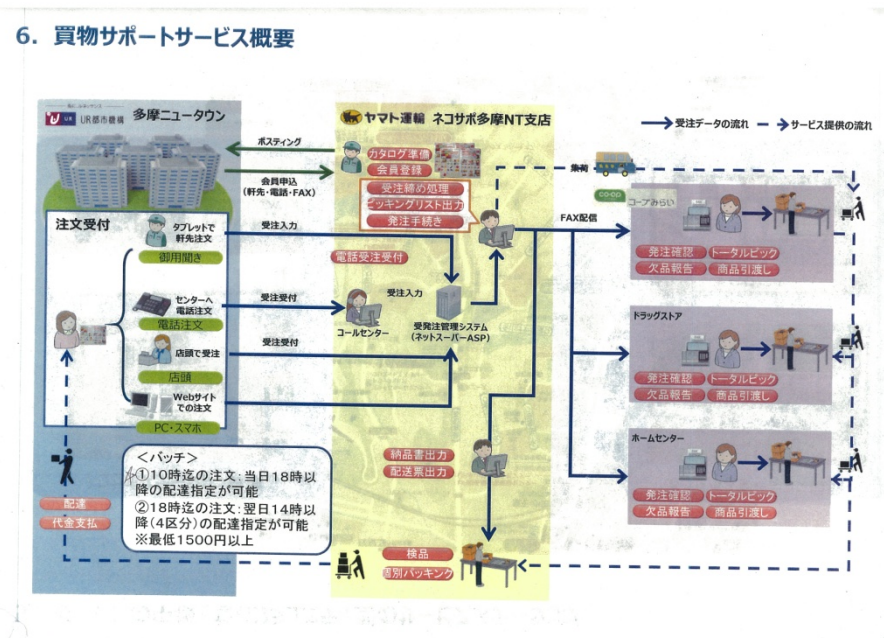 6. 買物サポートサービス概要
UR UR都市機構 多摩ニュータウン
ヤマト運輸 ネコサポ多摩NT支店
受注データの流れ
サービス提供の流れ
ポスティング
会員申込
(軒先・電話・FAX)
カタログ準備
会員登録
受注締め処理
ピッキングリスト出力
発注手続き
集荷
co-op
コープみらい
FAX配信
注文受付
タブレットで
軒先注文
御用聞き
受注入力
電話受注受付
センターへ
電話注文
電話注文
受注受付
コールセンター
受注入力
受発注管理システム
(ネットスーパーASP)
店頭で受注
店頭
受注受付
Webサイト
での注文
PC・スマホ
発注確認
トータルピック
欠品報告
商品引渡し
ドラッグストア
発注確認
トータルピック
欠品報告
商品引渡し
ホームセンター
発注確認
トータルピック
欠品報告
商品引渡し
納品書出力
配送票出力
<バッチ>
①10時迄の注文:当日18時以
降の配達指定が可能
②18時迄の注文:翌日14時以
降(4区分)の配達指定が可能
※最低1500円以上
配達
代金支払
検品
個別パッキング